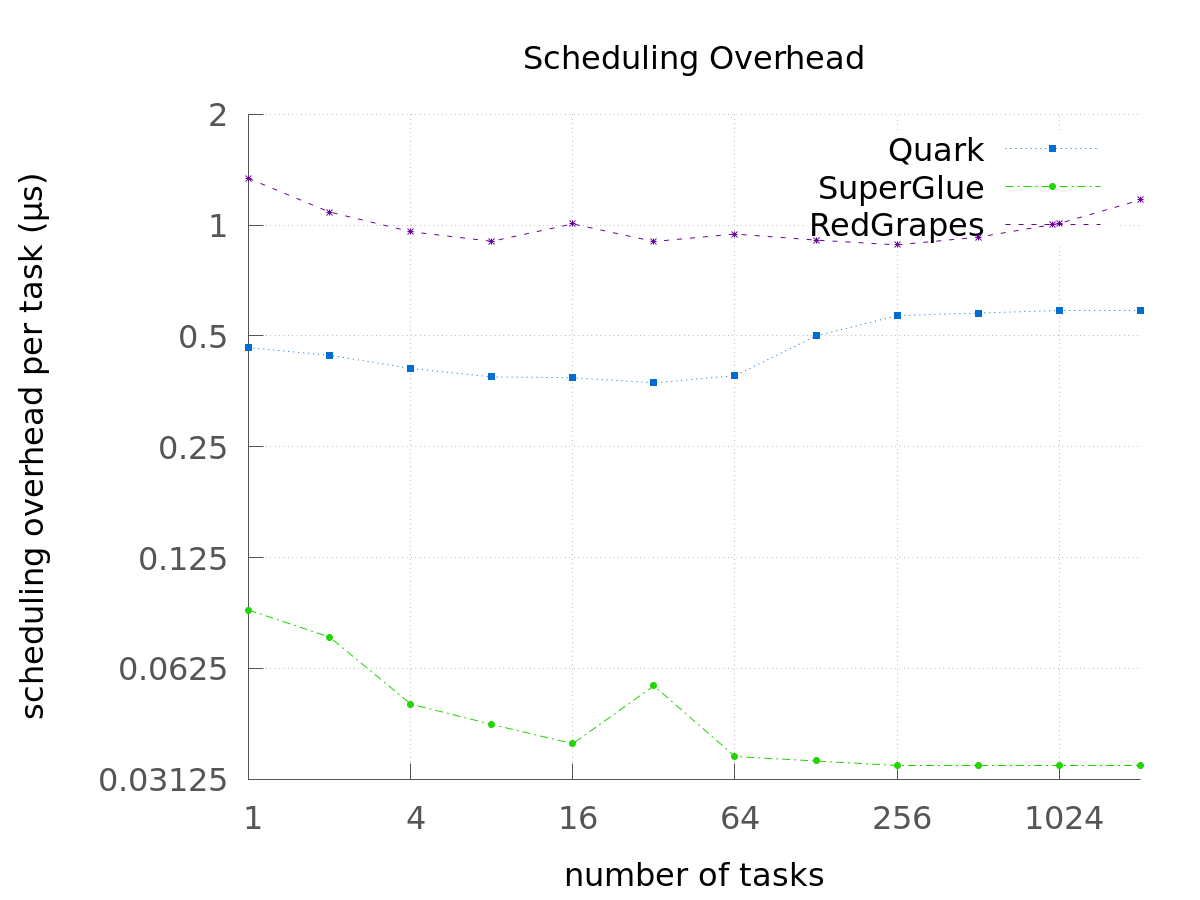 Scheduling Overhead
scheduling overhead per task (µs)
2
1
0.5
0.25
0.125
0.0625
0.03125
Quark
SuperGlue
RedGrapes
1 4 16 64 256 1024
number of tasks